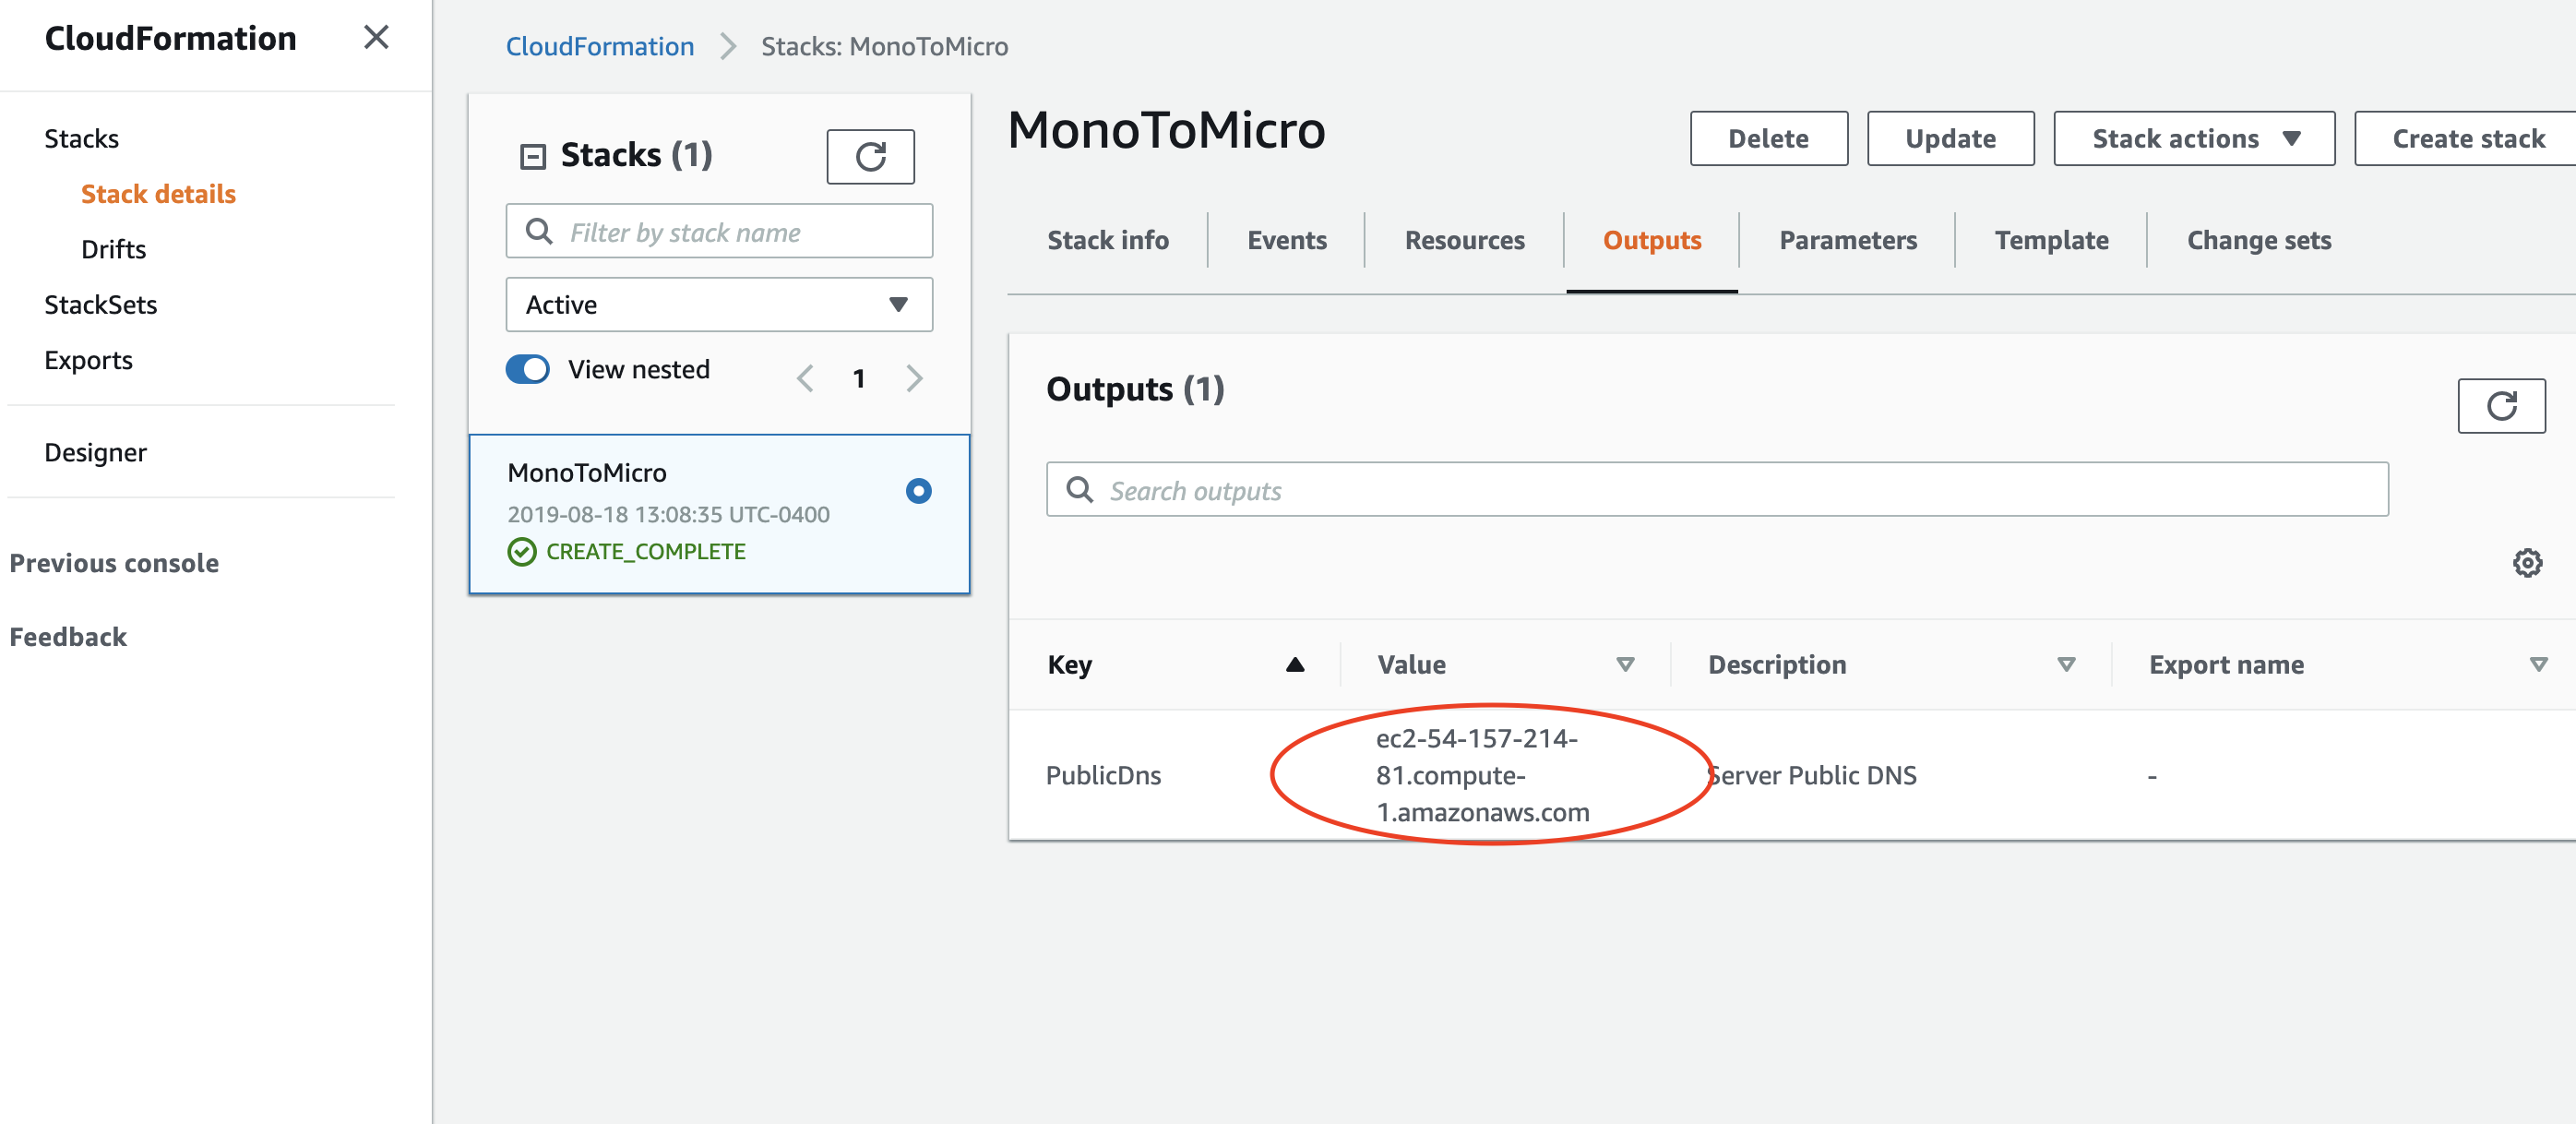 CloudFormation
Stacks
Stack details
Drifts
StackSets
Exports
Designer
Previous console
Feedback
CloudFormation
Stacks: MonoToMicro
Stacks (1)
Filter by stack name
Active
View nested
1
MonoToMicro
2019-08-18 13:08:35 UTC-0400
CREATE_COMPLETE
MonoToMicro
Delete
Update
Stack actions
Create stack
Stack info
Events
Resources
Outputs
Parameters
Template
Change sets
Outputs (1)
Search outputs
Key
Value
Description
Export name
PublicDns
ec2-54-157-214-
81.compute-
1.amazonaws.com
Server Public DNS
-